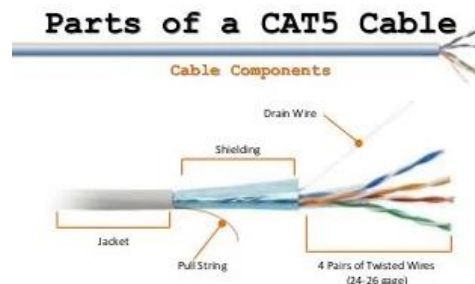 Parts of a CAT5 Cable
Cable Components
Drain Wire
Shielding
Jacket
Pull String
4 Pairs of Twisted Wires
(24-26 gage)